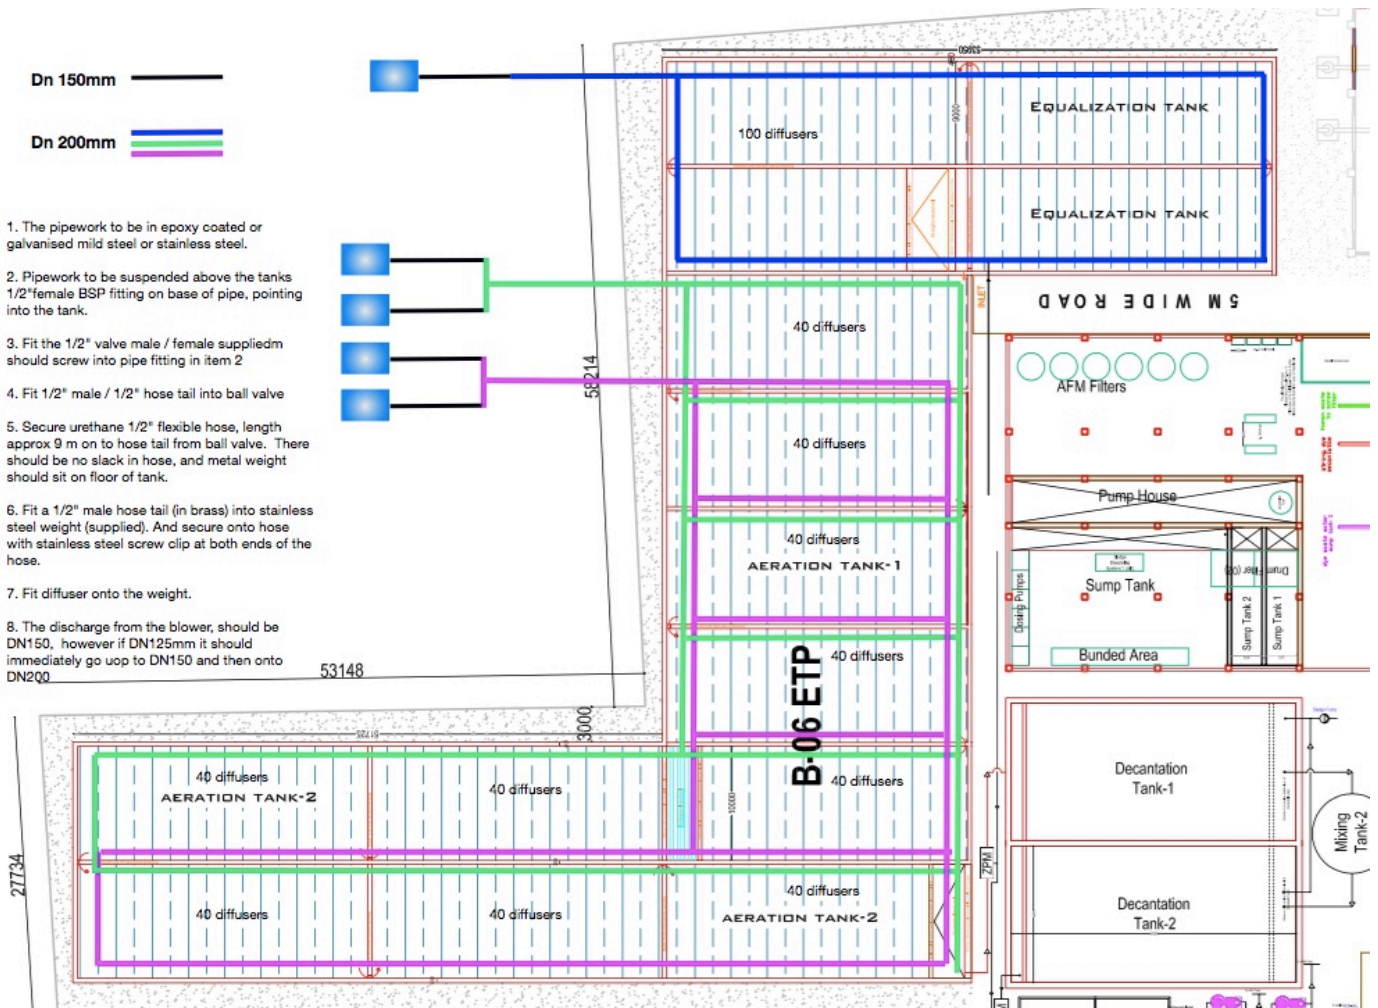 Dn 150mm
Dn 200mm
1. The pipework to be in epoxy coated or
galvanised mild steel or stainless steel.
2. Pipework to be suspended above the tanks
1/2"female BSP fitting on base of pipe, pointing
into the tank.
3. Fit the 1/2" valve male / female suppliedm
should screw into pipe fitting in item 2
4. Fit 1/2" male / 1/2" hose tail into ball valve
5. Secure urethane 1/2" flexible hose, length
approx 9 m on to hose tail from ball valve. There
should be no slack in hose, and metal weight
should sit on floor of tank.
6. Fit a 1/2" male hose tail (in brass) into stainless
steel weight (supplied). And secure onto hose
with stainless steel screw clip at both ends of the
hose.
7. Fit diffuser onto the weight.
8. The discharge from the blower, should be
DN150, however if DN125mm it should
immediately go uop to DN150 and then onto
DN200
53148
58214
3000
27734
51725
53950
9000
10000
100 diffusers
EQUALIZATION TANK
EQUALIZATION TANK
INLET
5 M WIDE ROAD
40 diffusers
40 diffusers
40 diffusers
AERATION TANK-1
40 diffusers
B-06 ETP
40 diffusers
40 diffusers
AERATION TANK-2
40 diffusers
40 diffusers
40 diffusers
40 diffusers
AERATION TANK-2
AFM Filters
Pump House
Sump Tank
Drum Filter (02)
Dosing Pumps
Sump Tank 2
Sump Tank 1
Bunded Area
Decantation
Tank-1
Mixing
Tank-2
ZPM
Decantation
Tank-2